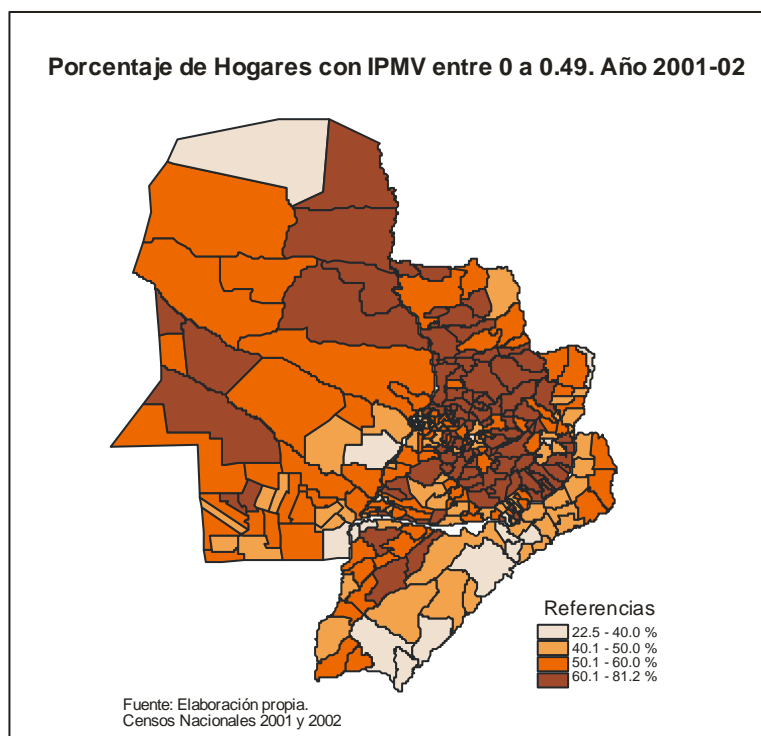 Porcentaje de Hogares con IPMV entre 0 a 0.49. Año 2001-02
Referencias
22.5 - 40.0 %
40.1 - 50.0 %
50.1 - 60.0 %
60.1 - 81.2 %
Fuente: Elaboración propia.
Censos Nacionales 2001 y 2002